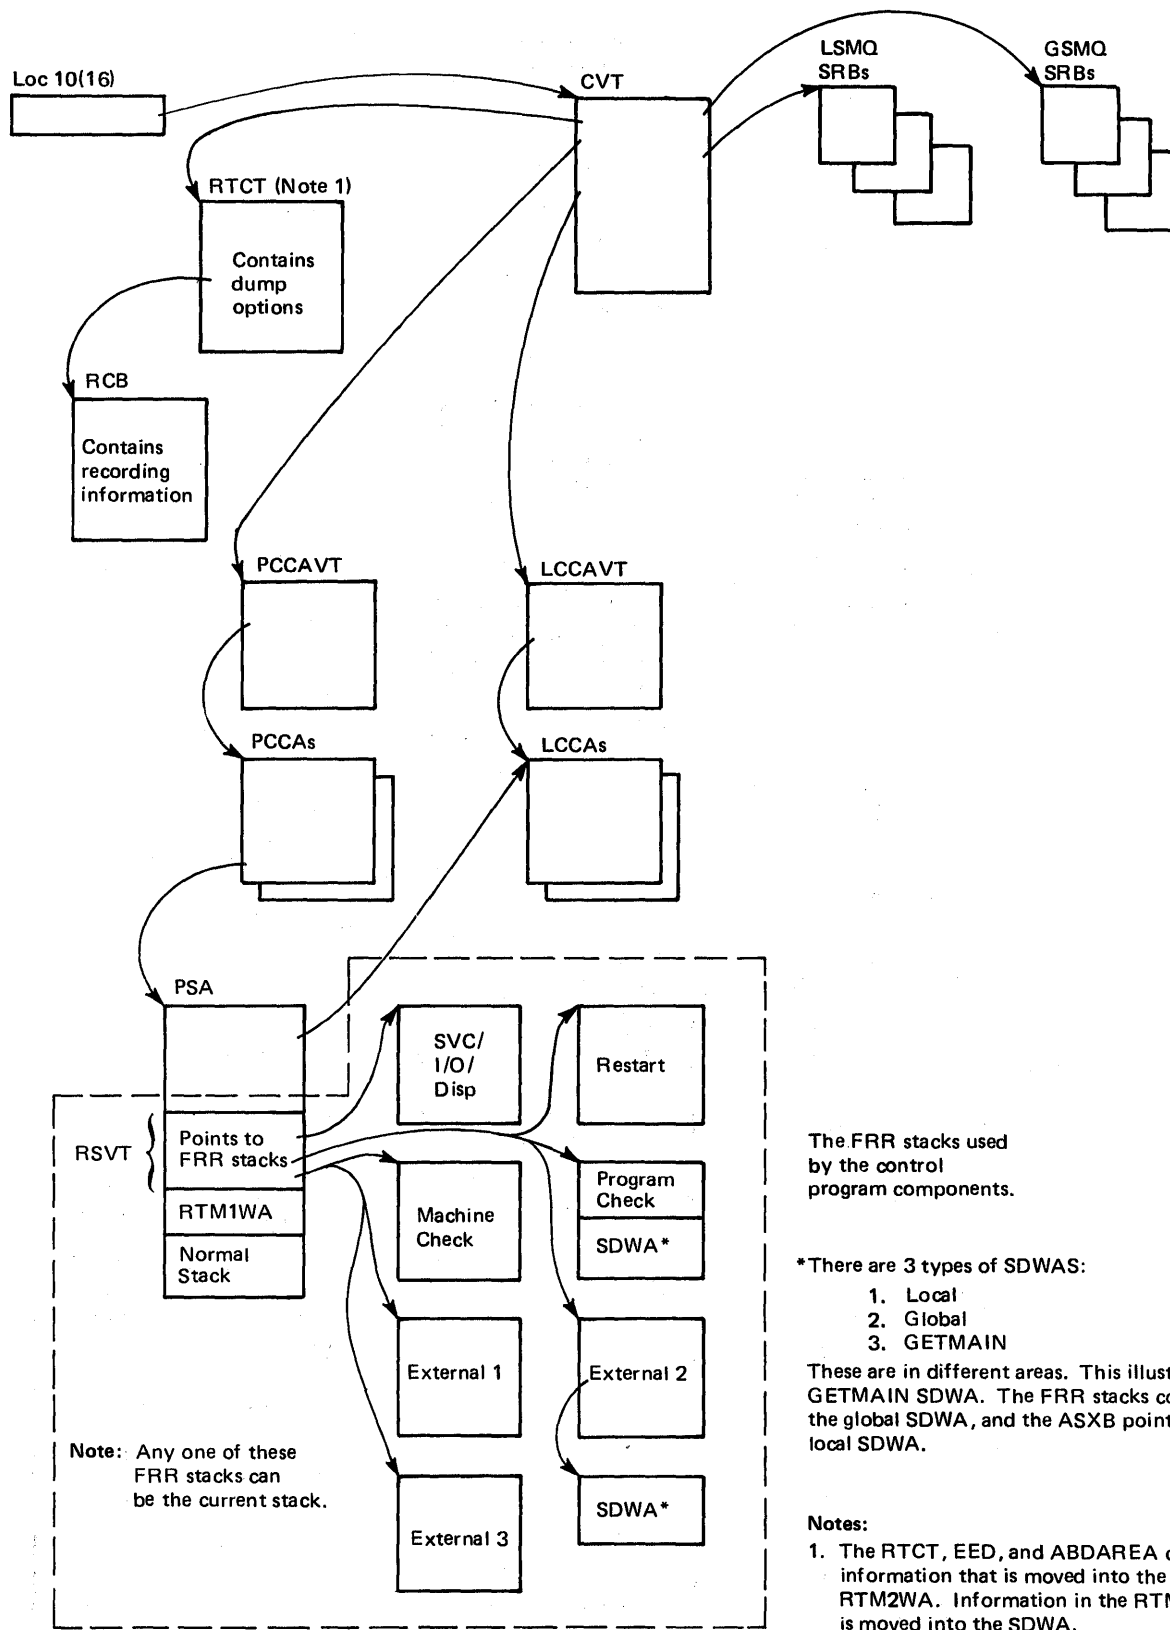 Loc 10(16)
CVT
LSMQ
SRBs
GSMQ
SRBs
RTCT (Note 1)
Contains
dump
options
RCB
Contains
recording
information
PCCAVT
LCCAVT
PCCAs
LCCAs
PSA
SVC/
I/O/
Disp
Restart
RSVT
Points to
FRR stacks
RTM1WA
Normal
Stack
Machine
Check
Program
Check
SDWA*
External 1
External 2
Note: Any one of these
FRR stacks can
be the current stack.
External 3
SDWA*
The FRR stacks used
by the control
program components.
*There are 3 types of SDWAS:
1. Local
2. Global
3. GETMAIN
These are in different areas. This
GETMAIN SDWA. The FRR stacks
the global SDWA, and the ASXB
local SDWA.
Notes:
1. The RTCT, EED, and ABDAREA
information that is moved into the
RTM2WA. Information in the
is moved into the SDWA.